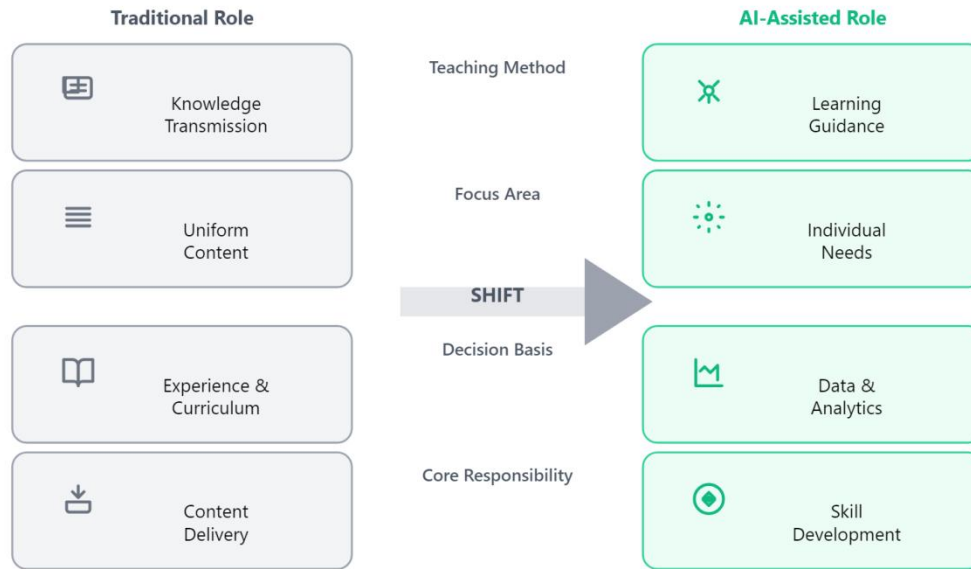 Traditional Role
AI-Assisted Role
Knowledge
Transmission
Teaching Method
Learning
Guidance
Uniform
Content
Focus Area
Individual
Needs
SHIFT
Experience &
Curriculum
Decision Basis
Data &
Analytics
Content
Delivery
Core Responsibility
Skill
Development